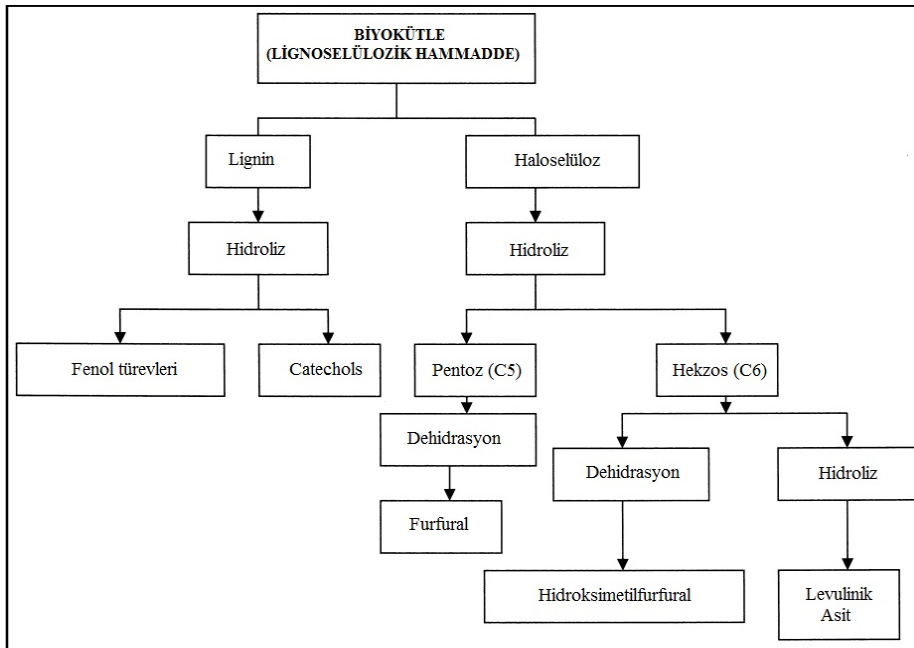 BİYOKÜTLE
(LİGNOSELÜLOZİK HAMMADDE)
Lignin
Haloselüloz
Hidroliz
Hidroliz
Fenol türevleri
Catechols
Pentoz (C5)
Hekzos (C6)
Dehidrasyon
Dehidrasyon
Hidroliz
Furfural
Hidroksimetilfurfural
Levulinik
Asit